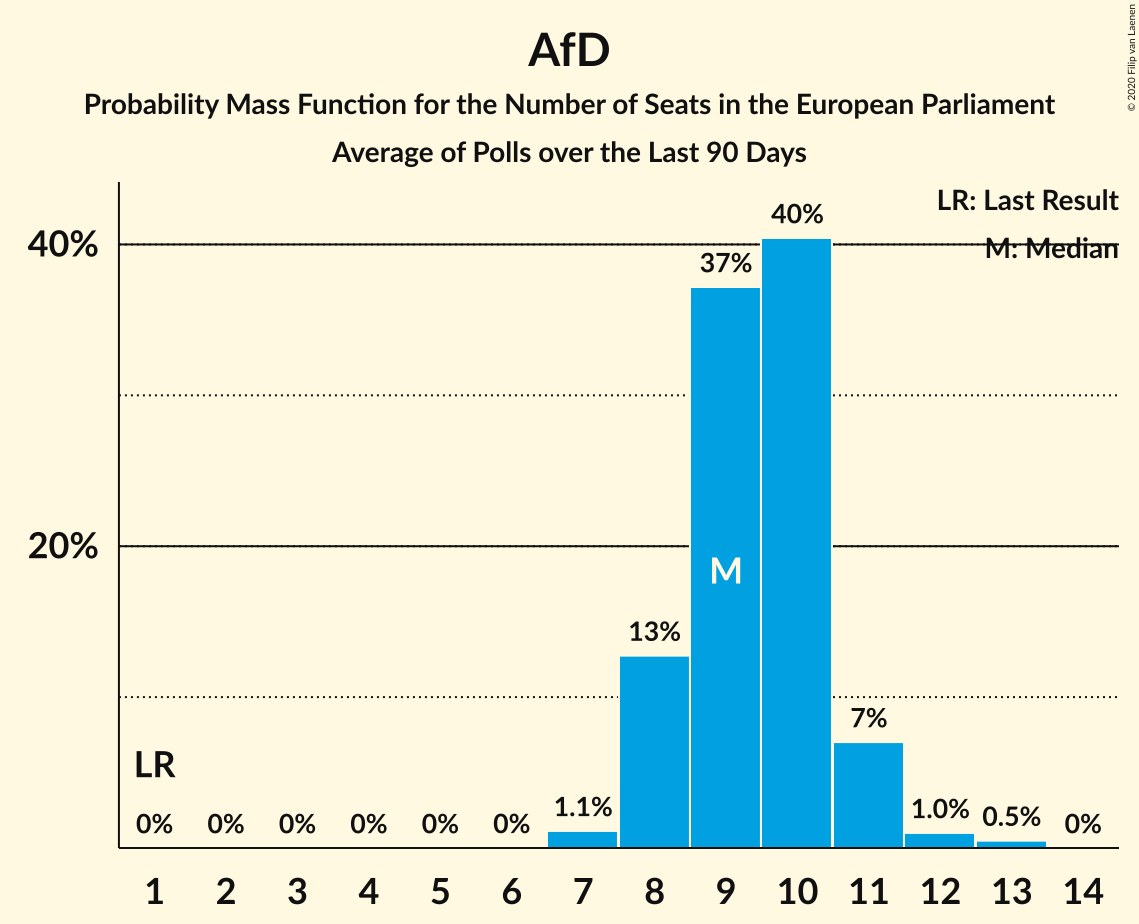 AfD
Probability Mass Function for the Number of Seats in the European Parliament
Average of Polls over the Last 90 Days
© 2020 Filip van Laenen
LR: Last Result
M: Median
40%
20%
40%
37%
M
13%
7%
LR
0% 0% 0% 0% 0% 0% 1.1% 1.0% 0.5% 0%
1 2 3 4 5 6 7 8 9 10 11 12 13 14